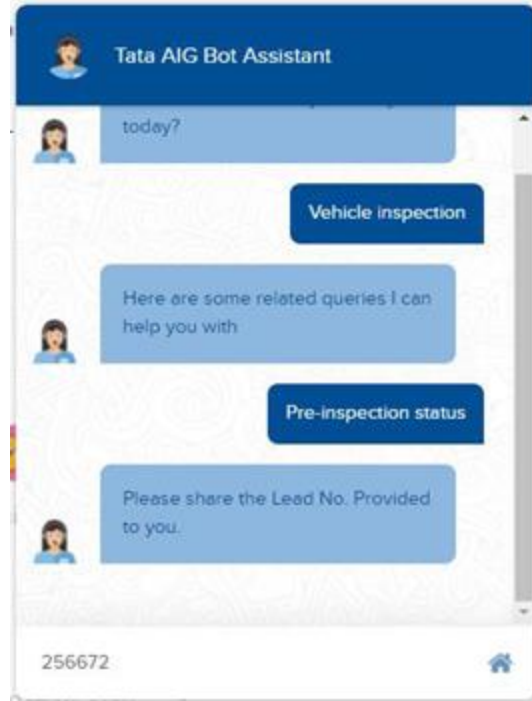 Tata AIG Bot Assistant
today?
Vehicle inspection
Here are some related queries I can
help you with
Pre-inspection status
Please share the Lead No. Provided
to you.
256672